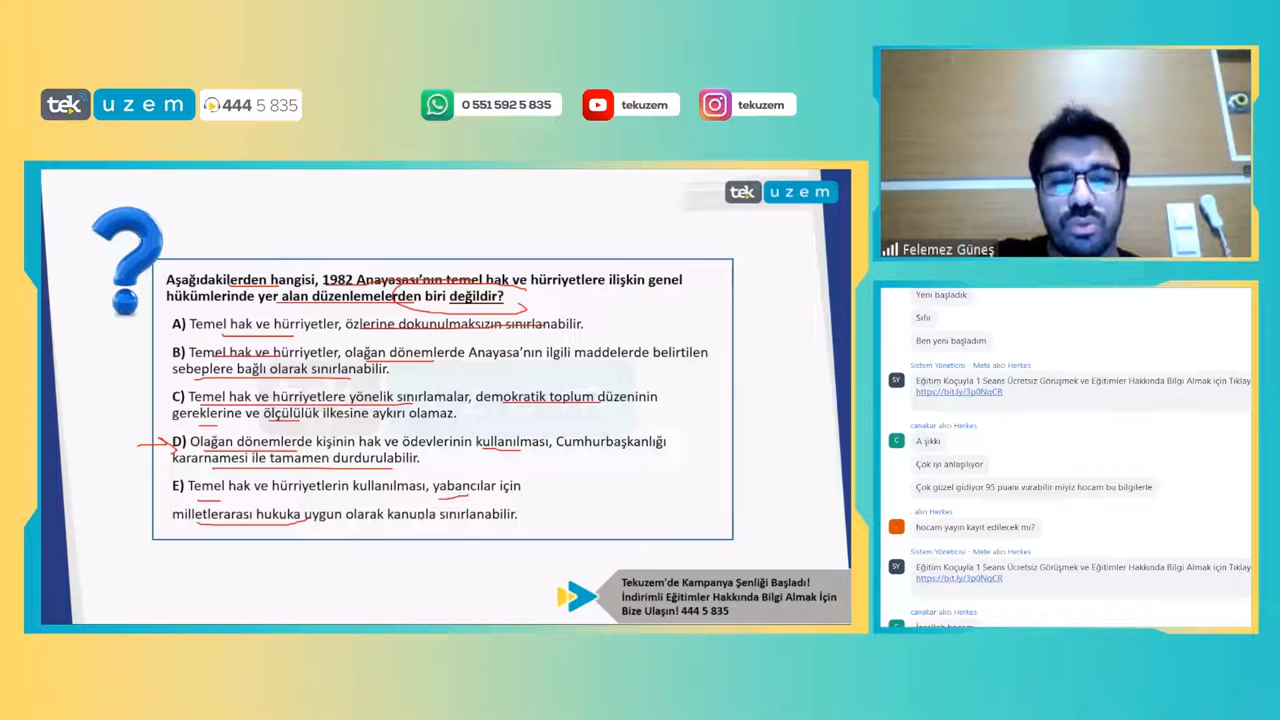 tek uzem 444 5 835
0 551 592 5 835
tekuzem
tekuzem
tek uzem
Aşağıdakilerden hangisi, 1982 Anayasası'nın temel hak ve hürriyetlere ilişkin genel
hükümlerinde yer alan düzenlemelerden biri değildir?
A) Temel hak ve hürriyetler, özlerine dokunulmaksızın sınırlanabilir.
B) Temel hak ve hürriyetler, olağan dönemlerde Anayasa'nın ilgili maddelerde belirtilen
sebeplere bağlı olarak sınırlanabilir.
C) Temel hak ve hürriyetlere yönelik sınırlamalar, demokratik toplum düzeninin
gereklerine ve ölçülülük ilkesine aykırı olamaz.
D) Olağan dönemlerde kişinin hak ve ödevlerinin kullanılması, Cumhurbaşkanlığı
kararnamesi ile tamamen durdurulabilir.
E) Temel hak ve hürriyetlerin kullanılması, yabancılar için
milletlerarası hukuka uygun olarak kanunla sınırlanabilir.
Tekuzem'de Kampanya Şenliği Başladı!
İndirimli Eğitimler Hakkında Bilgi Almak İçin
Bize Ulaşın! 444 5 835
Felemez Güneş
Yeni başladık
Sıfır
Ben yeni başladım
Sistem Yöneticisi - Mete alıcı Herkes
SY
Eğitim Koçuyla 1 Seans Ücretsiz Görüşmek ve Eğitimler Hakkında Bilgi Almak için Tıklay
https://bit.ly/3p0NqCR
canakar alıcı Herkes
C
A şıkkı
Çok iyi anlaşılıyor
Çok güzel gidiyor 95 puanı vurabilir miyiz hocam bu bilgilerle
. alıcı Herkes
hocam yayın kayıt edilecek mı?
Sistem Yöneticisi - Mete alıcı Herkes
SY
Eğitim Koçuyla 1 Seans Ücretsiz Görüşmek ve Eğitimler Hakkında Bilgi Almak için Tıklay
https://bit.ly/3p0NqCR
canakar alıcı Herkes